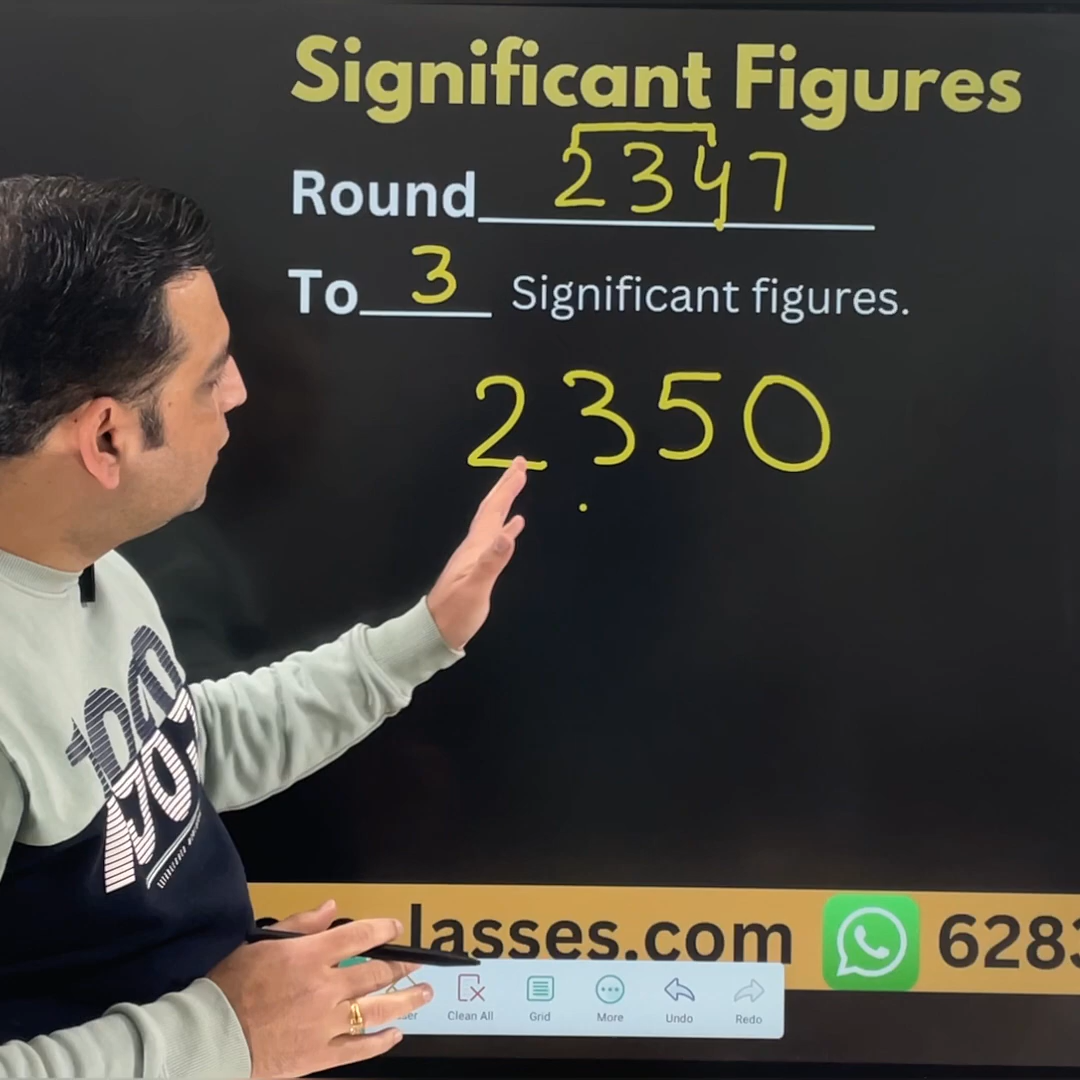 Significant Figures
Round 2347
To 3 Significant figures.
2350
lasses.com 628
Clean All Grid More Undo Redo